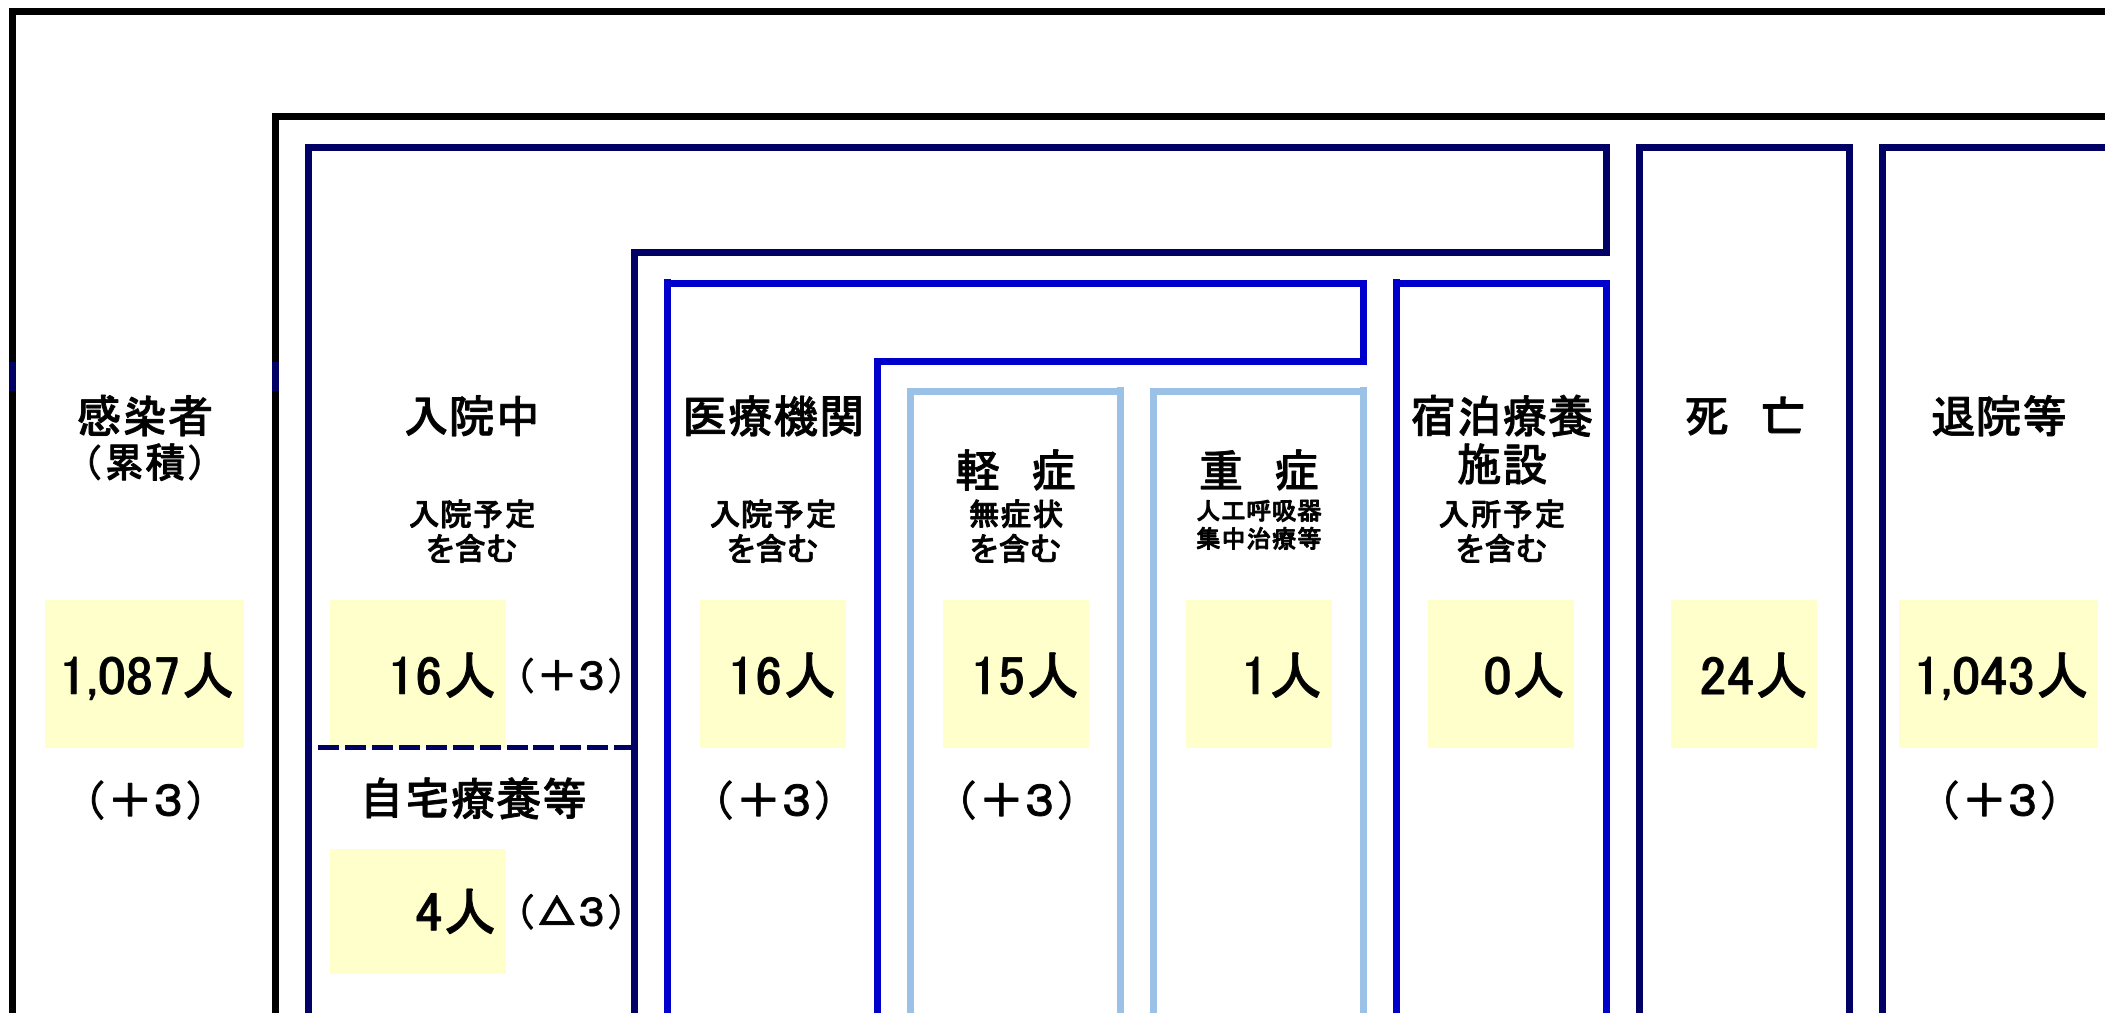 感染者
（累積）
1,087人
（＋3）
入院中
入院予定
を含む
16人（＋3）
自宅療養等
4人（△3）
医療機関
入院予定
を含む
16人
（＋3）
軽　症
無症状
を含む
15人
（＋3）
重　症
人工呼吸器
集中治療等
1人
宿泊療養
施設
入所予定
を含む
0人
死　亡
24人
退院等
1,043人
（＋3）